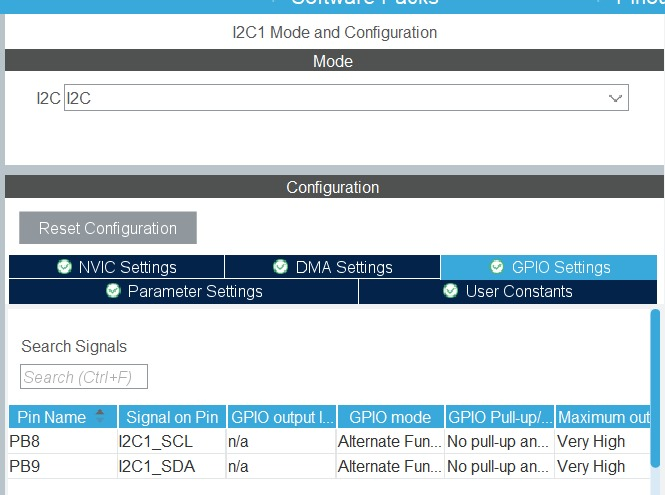 Software Packs
I2C1 Mode and Configuration
Mode
I2C I2C
Configuration
Reset Configuration
NVIC Settings DMA Settings GPIO Settings
Parameter Settings User Constants
Search Signals
Search (Ctrl+F)
Pin Name Signal on Pin GPIO output l... GPIO mode GPIO Pull-up/... Maximum out
PB8 I2C1_SCL n/a Alternate Fun... No pull-up an... Very High
PB9 I2C1_SDA n/a Alternate Fun... No pull-up an... Very High